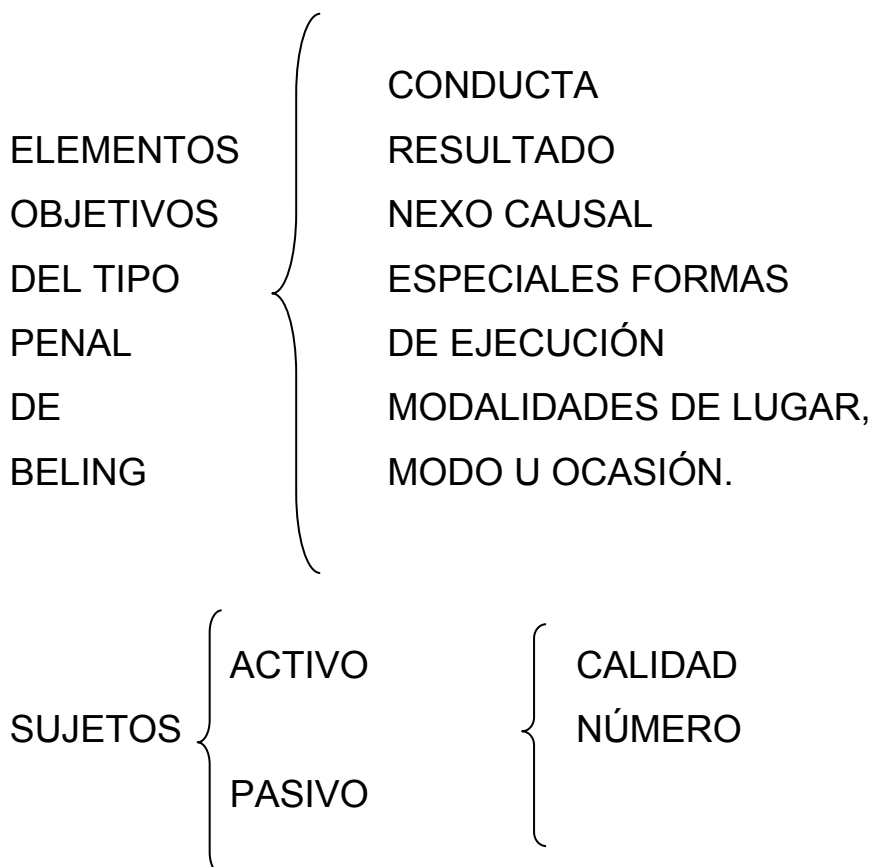 CONDUCTA
ELEMENTOS RESULTADO
OBJETIVOS NEXO CAUSAL
DEL TIPO ESPECIALES FORMAS
PENAL DE EJECUCIÓN
DE MODALIDADES DE LUGAR,
BELING MODO U OCASIÓN.
ACTIVO CALIDAD
SUJETOS NÚMERO
PASIVO